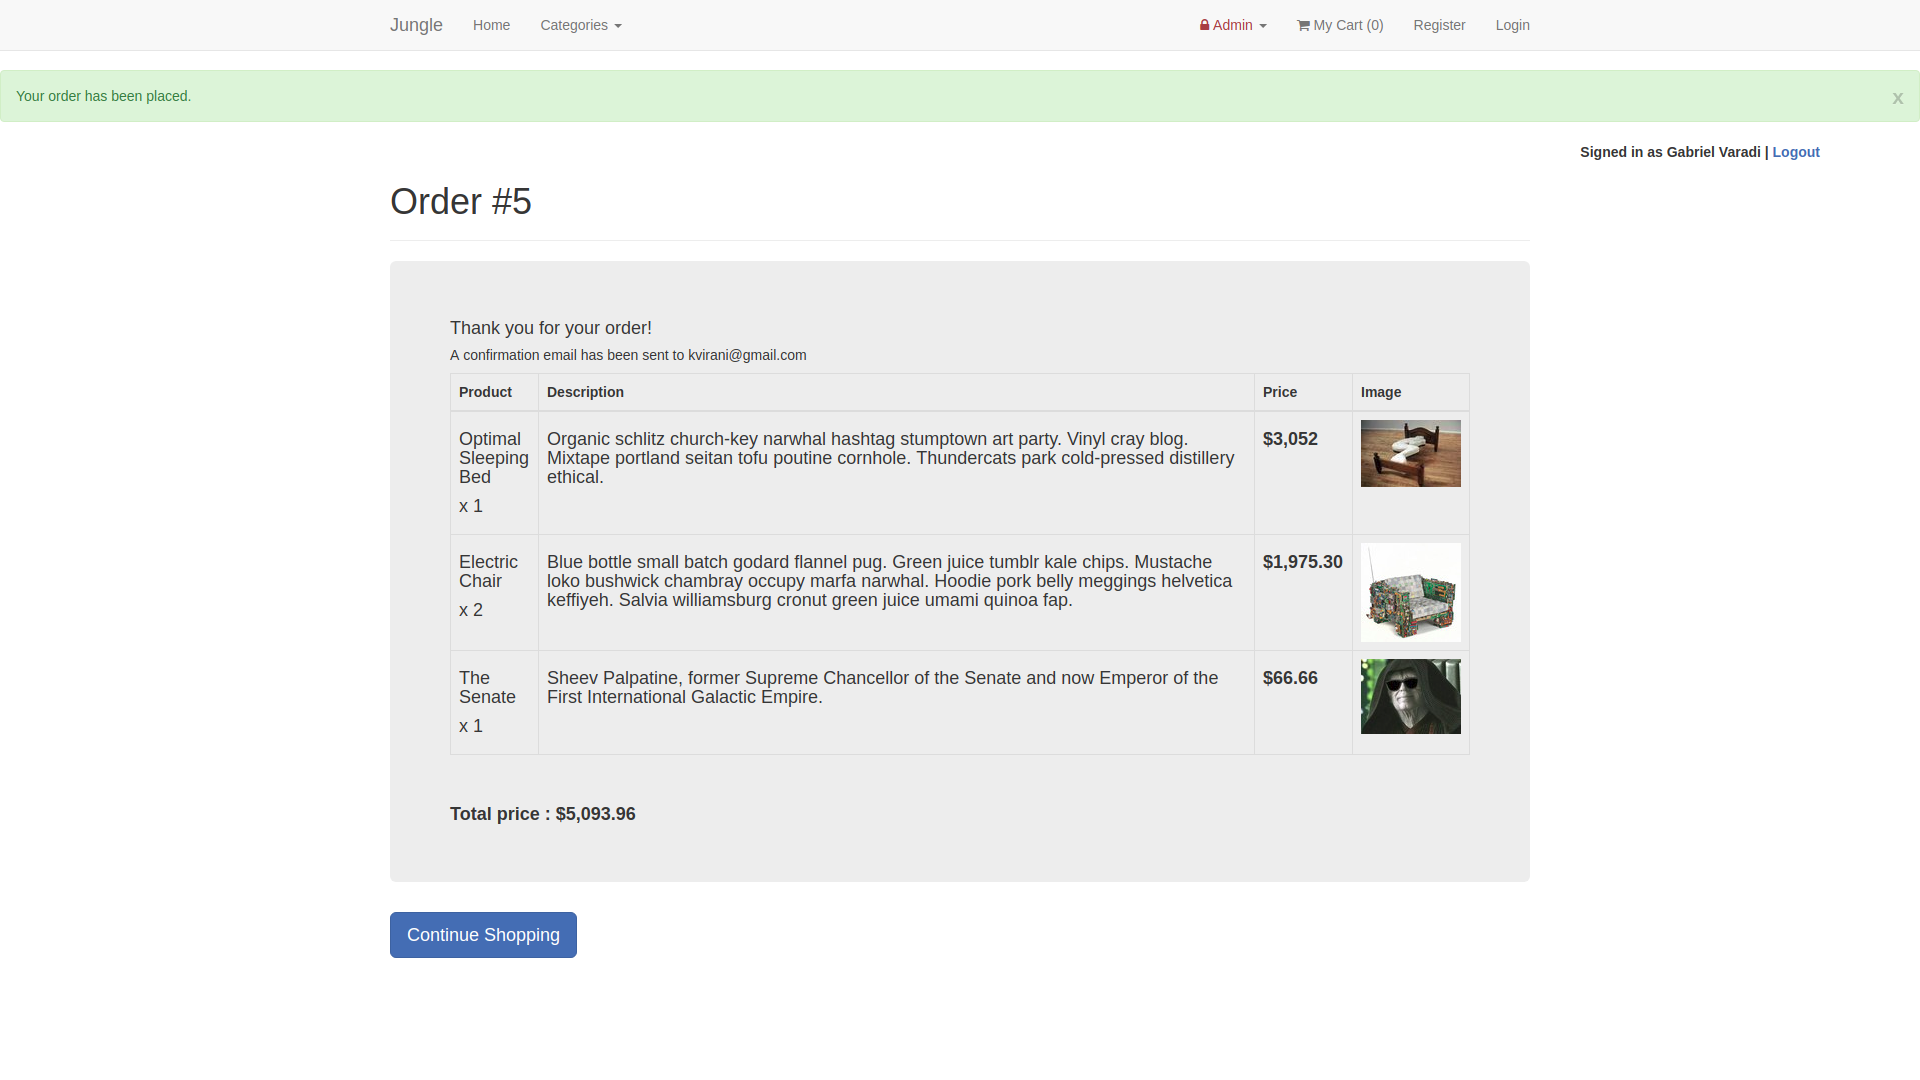 Jungle Home Categories Admin My Cart (0) Register Login
Your order has been placed. x
Signed in as Gabriel Varadi | Logout
Order #5
Thank you for your order!
A confirmation email has been sent to kvirani@gmail.com
Product Description Price Image
Optimal Sleeping Bed
x 1
Organic schlitz church-key narwhal hashtag stumptown art party. Vinyl cray blog.
Mixtape portland seitan tofu poutine cornhole. Thundercats park cold-pressed distillery
ethical.
$3,052
Electric
Chair
x 2
Blue bottle small batch godard flannel pug. Green juice tumblr kale chips. Mustache
loko bushwick chambray occupy marfa narwhal. Hoodie pork belly meggings helvetica
keffiyeh. Salvia williamsburg cronut green juice umami quinoa fap.
$1,975.30
The
Senate
x 1
Sheev Palpatine, former Supreme Chancellor of the Senate and now Emperor of the
First International Galactic Empire.
$66.66
Total price : $5,093.96
Continue Shopping